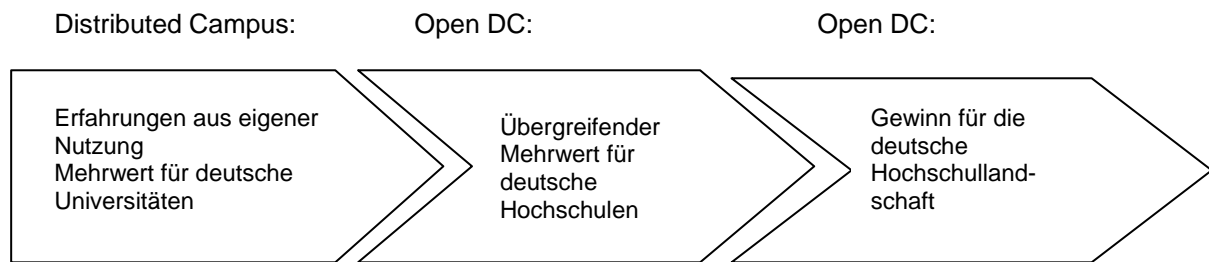 Distributed Campus:
Open DC:
Open DC:
Erfahrungen aus eigener
Nutzung
Mehrwert für deutsche
Universitäten
Übergreifender
Mehrwert für
deutsche
Hochschulen
Gewinn für die
deutsche
Hochschulland-
schaft